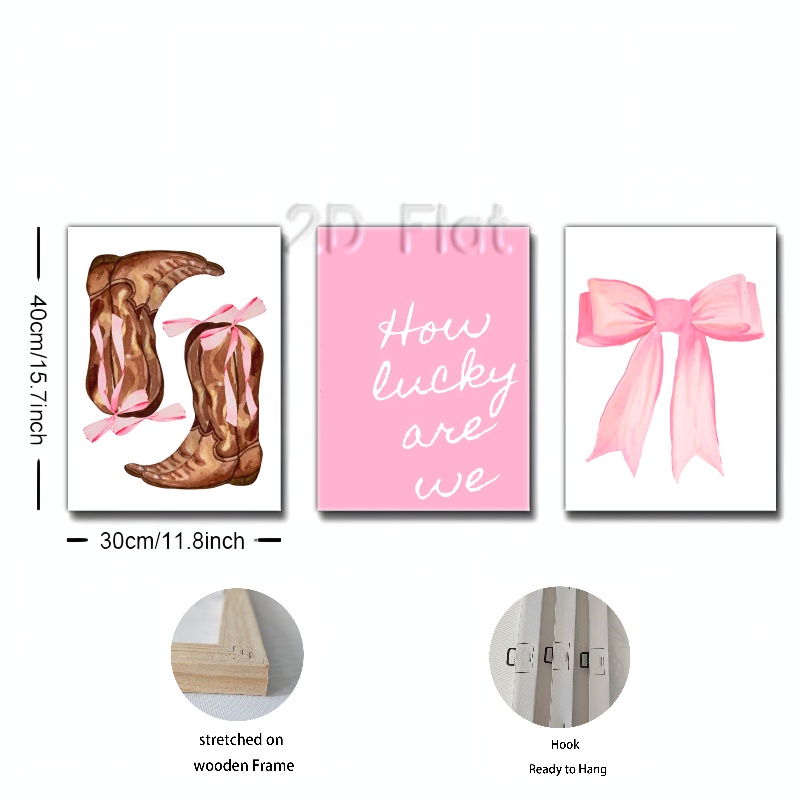 2D Flat
How
lucky
are
we
40cm/15.7inch
30cm/11.8inch
stretched on
wooden Frame
Hook
Ready to Hang